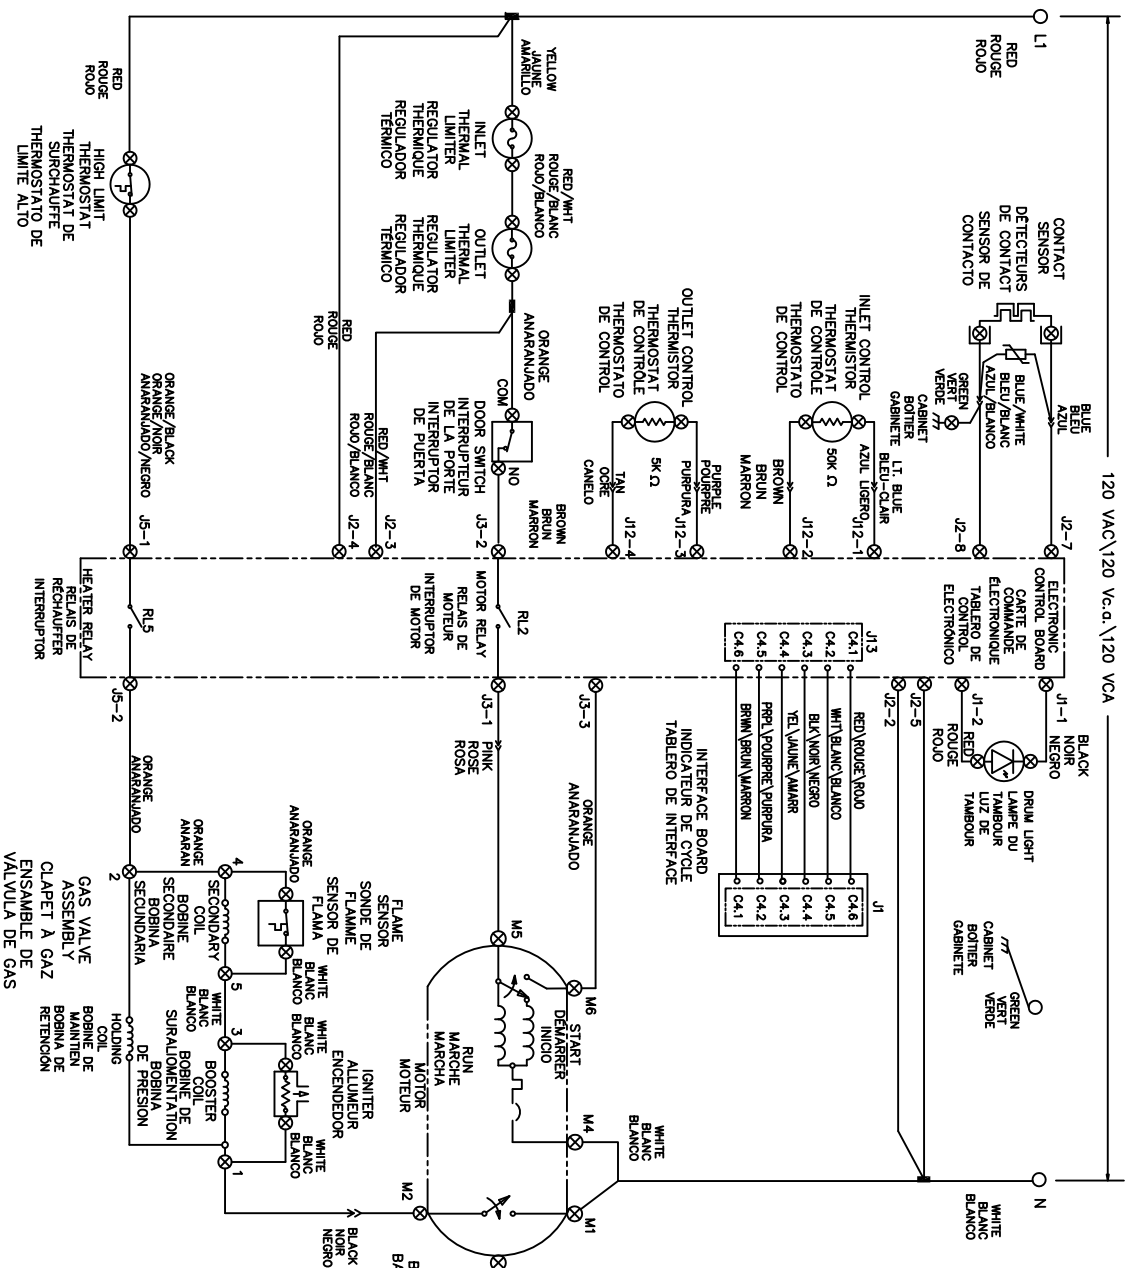 120 VAC\120 Vc.a.\120 VCA
L1
RED
ROUGE
ROJO
N
WHITE
BLANC
BLANCO
CONTACT
SENSOR
DÉTECTEURS
DE CONTACT
SENSOR DE
CONTACTO
BLUE
BLEU
AZUL
BLUE/WHITE
BLEU/BLANC
AZUL/BLANCO
GREEN
VERT
VERDE
CABINET
BOÎTIER
GABINETE
J2-7
J2-8
ELECTRONIC
CONTROL BOARD
CARTE DE
COMMANDE
ÉLECTRONIQUE
TABLERO DE
CONTROL
ELECTRÓNICO
J1-1
J1-2
BLACK
NOIR
NEGRO
RED
ROUGE
ROJO
DRUM LIGHT
LAMPE DU
TAMBOUR
LUZ DE
TAMBOUR
CABINET
BOÎTIER
GABINETE
GREEN
VERT
VERDE
J2-5
J2-2
INLET CONTROL
THERMISTOR
THERMOSTAT
DE CONTRÔLE
THERMOSTATO
DE CONTROL
50K Ω
LT. BLUE
BLEU-CLAIR
AZUL LIGERO
BROWN
BRUN
MARRON
J12-1
J12-2
OUTLET CONTROL
THERMISTOR
THERMOSTAT
DE CONTRÔLE
THERMOSTATO
DE CONTROL
5K Ω
PURPLE
POURPRE
PURPURA
TAN
OCRE
CANELO
J12-3
J12-4
J13
C4.1
C4.2
C4.3
C4.4
C4.5
C4.6
RED\ROUGE\ROJO
WHT\BLANC\BLANCO
BLK\NOIR\NEGRO
YEL\JAUNE\AMARR
PRPL\POURPRE\PURPURA
BRWN\BRUN\MARRON
J1
C4.6
C4.5
C4.4
C4.3
C4.2
C4.1
INTERFACE BOARD
INDICATEUR DE CYCLE
TABLERO DE INTERFACE
YELLOW
JAUNE
AMARILLO
INLET
THERMAL
LIMITER
REGULATOR
THERMIQUE
REGULADOR
TÉRMICO
RED/WHT
ROUGE/BLANC
ROJO/BLANCO
OUTLET
THERMAL
LIMITER
REGULATOR
THERMIQUE
REGULADOR
TÉRMICO
ORANGE
ANARANJADO
COM
NO
DOOR SWITCH
INTERRUPTEUR
DE LA PORTE
INTERRUPTOR
DE PUERTA
BROWN
BRUN
MARRON
J3-2
RL2
MOTOR RELAY
RELAIS DE
MOTEUR
INTERRUPTOR
DE MOTOR
J3-3
J3-1
ORANGE
ANARANJADO
PINK
ROSE
ROSA
RED/WHT
ROUGE/BLANC
ROJO/BLANCO
J2-3
J2-4
RED
ROUGE
ROJO
M5
M6
START
DÉMARRER
INICIO
RUN
MARCHE
MARCHA
MOTOR
MOTEUR
M4
WHITE
BLANC
BLANCO
M1
M2
BLACK
NOIR
NEGRO
RED
ROUGE
ROJO
HIGH LIMIT
THERMOSTAT
THERMOSTAT DE
SURCHAUFFE
THERMOSTATO DE
LIMITE ALTO
ORANGE/BLACK
ORANGE/NOIR
ANARANJADO/NEGRO
J5-1
RL5
HEATER RELAY
RELAIS DE
RÉCHAUFFER
INTERRUPTOR
J5-2
ORANGE
ANARANJADO
2
ORANGE
ANARAN
4
ORANGE
ANARANJADO
FLAME
SENSOR
SONDE DE
FLAMME
SENSOR DE
FLAMA
WHITE
BLANC
BLANCO
SECONDARY
COIL
BOBINE
SECONDAIRE
BOBINA
SECUNDARIA
5
WHITE
BLANC
BLANCO
3
WHITE
BLANC
BLANCO
IGNITER
ALLUMEUR
ENCENDEDOR
WHITE
BLANC
BLANCO
BOOSTER
COIL
BOBINE DE
SURALIOMENTATION
BOBINA
DE PRESION
1
HOLDING
COIL
BOBINE DE
MAINTIEN
BOBINA DE
RETENCIÓN
GAS VALVE
ASSEMBLY
CLAPET À GAZ
ENSAMBLE DE
VÁLVULA DE GAS